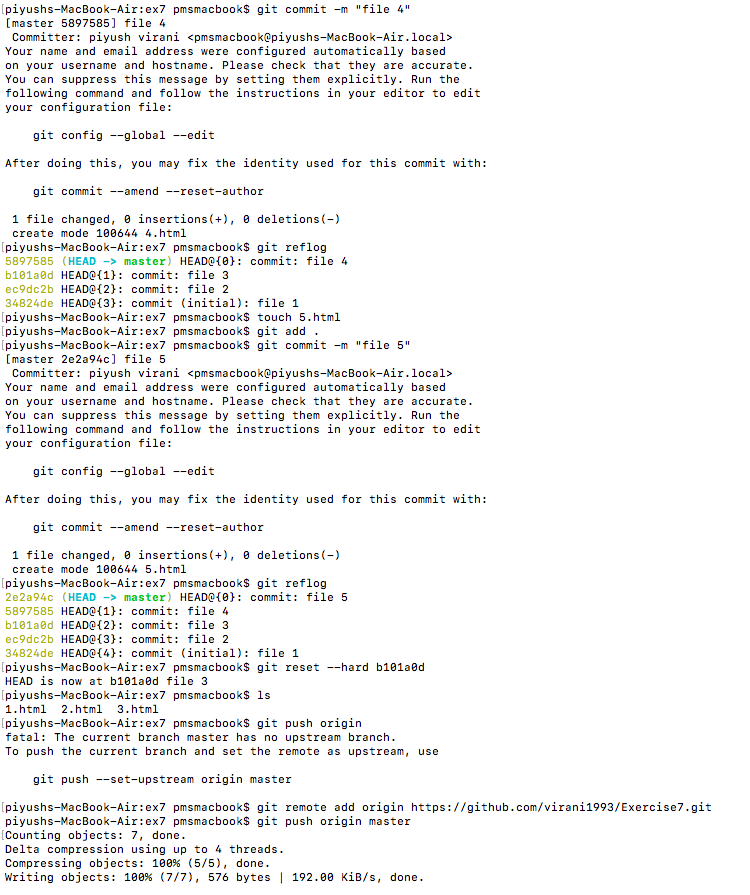 [piyushs-MacBook-Air:ex7 pmsmacbook$ git commit -m "file 4"
[master 5897585] file 4
 Committer: piyush virani <pmsmacbook@piyushs-MacBook-Air.local>
Your name and email address were configured automatically based
on your username and hostname. Please check that they are accurate.
You can suppress this message by setting them explicitly. Run the
following command and follow the instructions in your editor to edit
your configuration file:

    git config --global --edit

After doing this, you may fix the identity used for this commit with:

    git commit --amend --reset-author

 1 file changed, 0 insertions(+), 0 deletions(-)
 create mode 100644 4.html
[piyushs-MacBook-Air:ex7 pmsmacbook$ git reflog
5897585 (HEAD -> master) HEAD@{0}: commit: file 4
b101a0d HEAD@{1}: commit: file 3
ec9dc2b HEAD@{2}: commit: file 2
34824de HEAD@{3}: commit (initial): file 1
[piyushs-MacBook-Air:ex7 pmsmacbook$ touch 5.html
[piyushs-MacBook-Air:ex7 pmsmacbook$ git add .
[piyushs-MacBook-Air:ex7 pmsmacbook$ git commit -m "file 5"
[master 2e2a94c] file 5
 Committer: piyush virani <pmsmacbook@piyushs-MacBook-Air.local>
Your name and email address were configured automatically based
on your username and hostname. Please check that they are accurate.
You can suppress this message by setting them explicitly. Run the
following command and follow the instructions in your editor to edit
your configuration file:

    git config --global --edit

After doing this, you may fix the identity used for this commit with:

    git commit --amend --reset-author

 1 file changed, 0 insertions(+), 0 deletions(-)
 create mode 100644 5.html
[piyushs-MacBook-Air:ex7 pmsmacbook$ git reflog
2e2a94c (HEAD -> master) HEAD@{0}: commit: file 5
5897585 HEAD@{1}: commit: file 4
b101a0d HEAD@{2}: commit: file 3
ec9dc2b HEAD@{3}: commit: file 2
34824de HEAD@{4}: commit (initial): file 1
[piyushs-MacBook-Air:ex7 pmsmacbook$ git reset --hard b101a0d
HEAD is now at b101a0d file 3
[piyushs-MacBook-Air:ex7 pmsmacbook$ ls
1.html  2.html  3.html
[piyushs-MacBook-Air:ex7 pmsmacbook$ git push origin
fatal: The current branch master has no upstream branch.
To push the current branch and set the remote as upstream, use

    git push --set-upstream origin master

[piyushs-MacBook-Air:ex7 pmsmacbook$ git remote add origin https://github.com/virani1993/Exercise7.git
piyushs-MacBook-Air:ex7 pmsmacbook$ git push origin master
[Counting objects: 7, done.
Delta compression using up to 4 threads.
Compressing objects: 100% (5/5), done.
Writing objects: 100% (7/7), 576 bytes | 192.00 KiB/s, done.